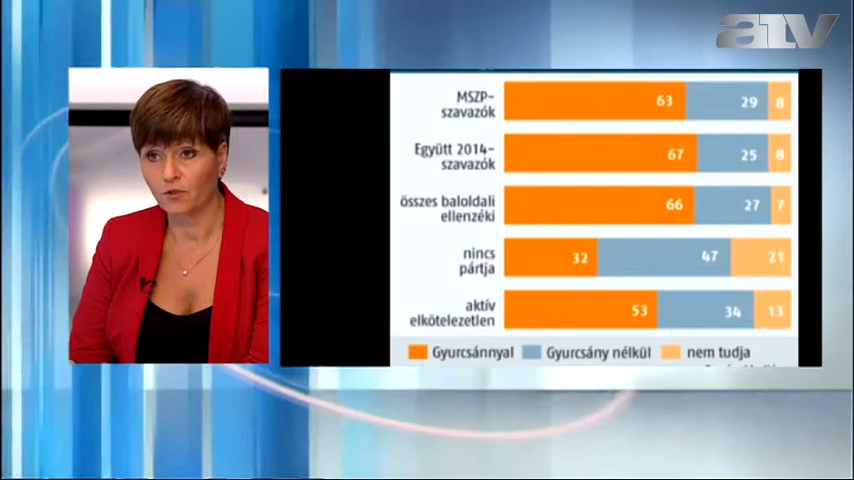 atv
MSZP-
szavazók
63 29 8
Együtt 2014-
szavazók
67 25 8
összes baloldali
ellenzéki
66 27 7
nincs
pártja
32 47 21
aktív
elkötelezetlen
53 34 13
Gyurcsánnyal Gyurcsány nélkül nem tudja